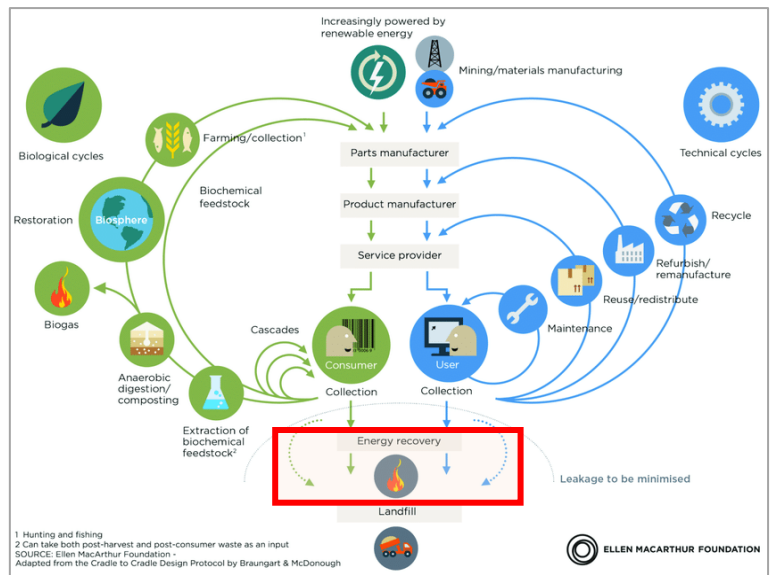 Increasingly powered by
renewable energy
Mining/materials manufacturing
Biological cycles
Farming/collection1
Technical cycles
Parts manufacturer
Biochemical
feedstock
Product manufacturer
Restoration
Biosphere
Recycle
Service provider
Refurbish/
remanufacture
Reuse/redistribute
Biogas
Cascades
Maintenance
Consumer
User
Anaerobic
digestion/
composting
Collection
Collection
Extraction of
biochemical
feedstock2
Energy recovery
Leakage to be minimised
Landfill
1 Hunting and fishing
2 Can take both post-harvest and post-consumer waste as an input
SOURCE: Ellen MacArthur Foundation -
Adapted from the Cradle to Cradle Design Protocol by Braungart & McDonough
ELLEN MACARTHUR FOUNDATION